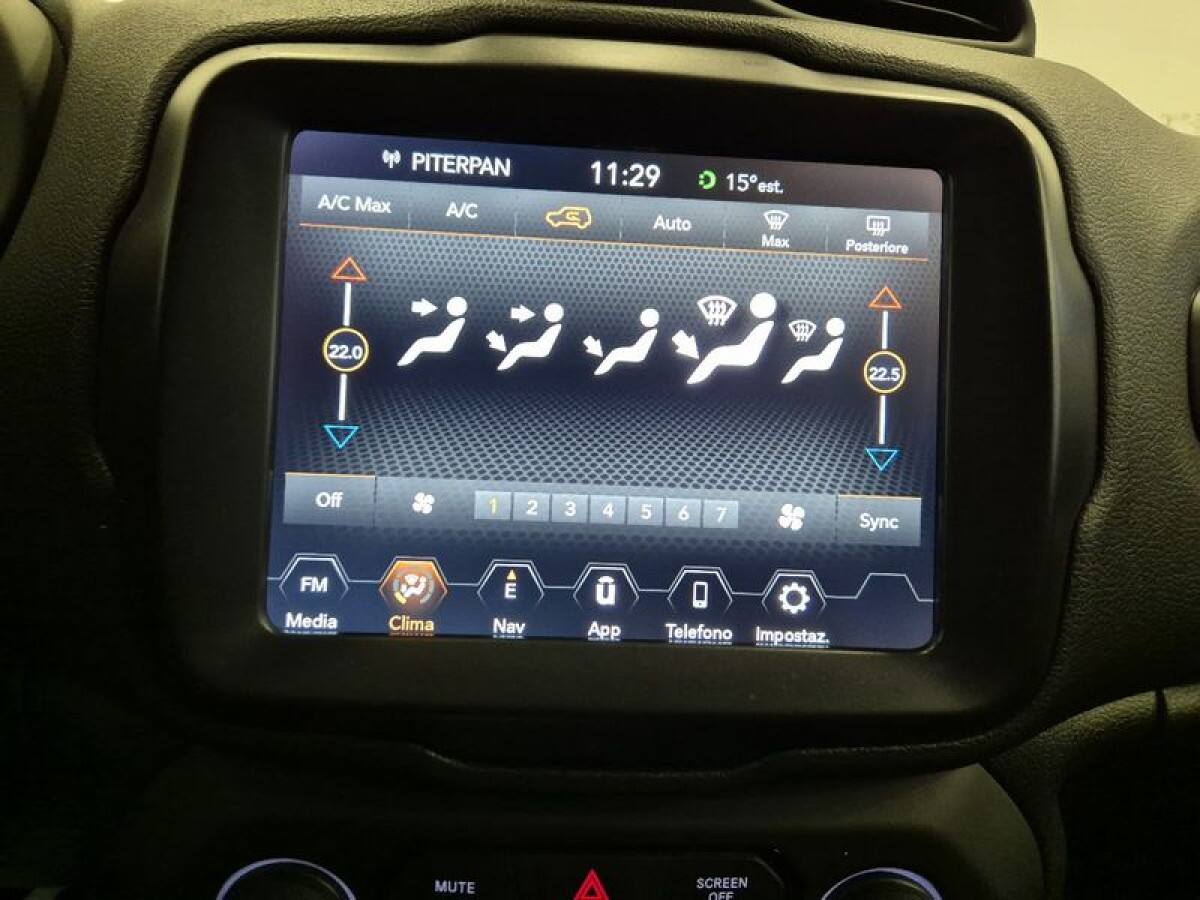 PITERPAN 11:29 15°est.
A/C Max A/C Auto Max Posteriore
22.0 22.5
Off 1 2 3 4 5 6 7 Sync
FM E ū
Media Clima Nav App Telefono Impostaz.
MUTE SCREEN
OFF